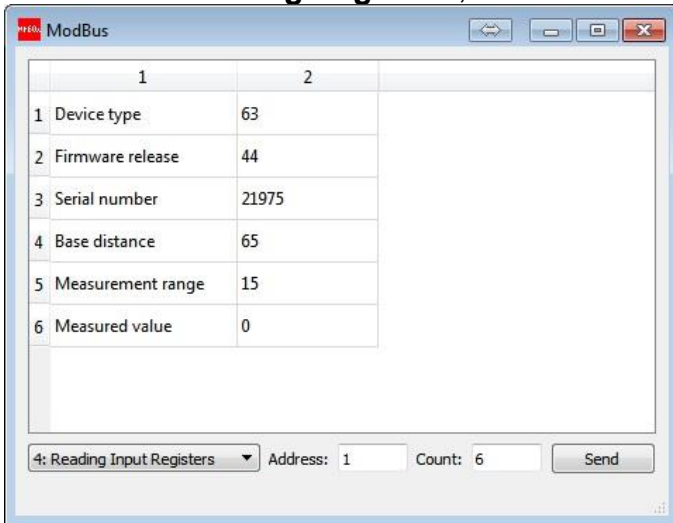 ModBus
1 2
1 Device type 63
2 Firmware release 44
3 Serial number 21975
4 Base distance 65
5 Measurement range 15
6 Measured value 0
4: Reading Input Registers Address: 1 Count: 6 Send